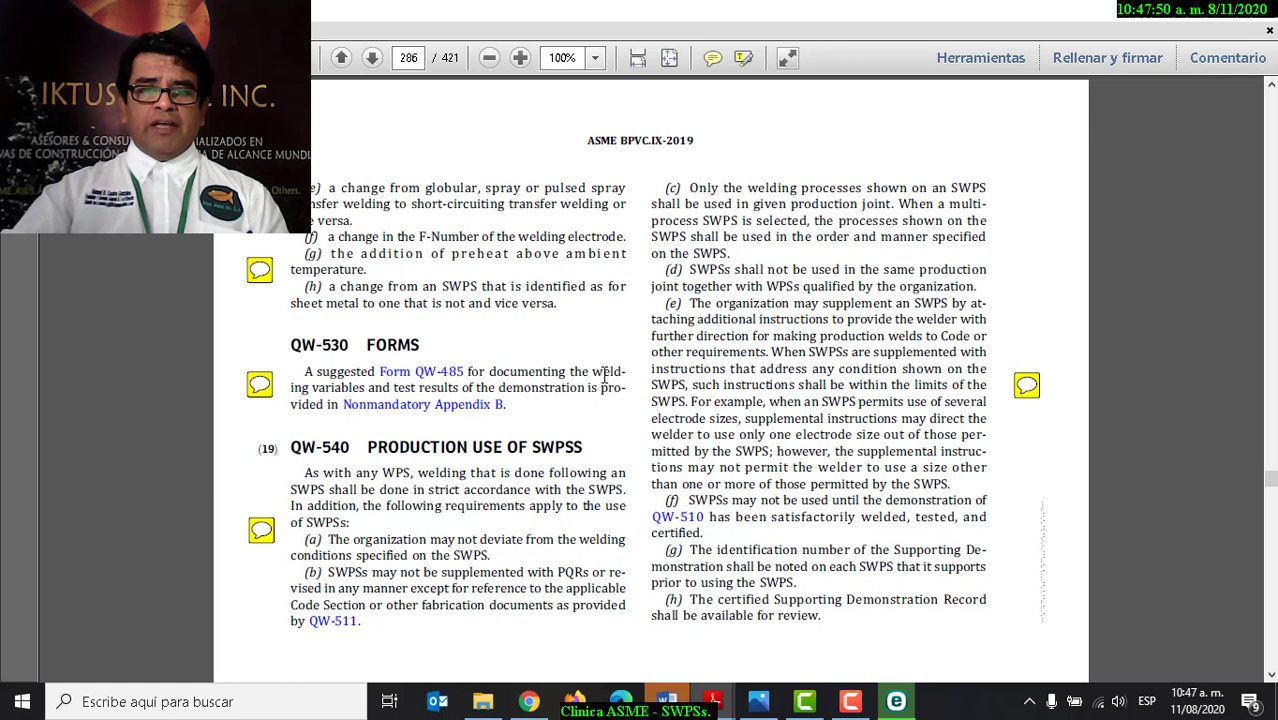 10:47:50 a. m. 8/11/2020
IKTUS
INC.
ASESORES & CONSU
IALIZADOS EN
VAS DE CONSTRUCCIÓN
DE ALCANCE MUNDI
Others.
286 / 421
100%
Herramientas
Rellenar y firmar
Comentario
ASME BPVC.IX-2019
e) a change from globular, spray or pulsed spray
nsfer welding to short-circuiting transfer welding or
e versa.
(f) a change in the F-Number of the welding electrode.
(g) the addition of preheat above ambient
temperature.
(h) a change from an SWPS that is identified as for
sheet metal to one that is not and vice versa.
QW-530 FORMS
A suggested Form QW-485 for documenting the weld-
ing variables and test results of the demonstration is pro-
vided in Nonmandatory Appendix B.
(19) QW-540 PRODUCTION USE OF SWPSS
As with any WPS, welding that is done following an
SWPS shall be done in strict accordance with the SWPS.
In addition, the following requirements apply to the use
of SWPSs:
(a) The organization may not deviate from the welding
conditions specified on the SWPS.
(b) SWPSs may not be supplemented with PQRs or re-
vised in any manner except for reference to the applicable
Code Section or other fabrication documents as provided
by QW-511.
(c) Only the welding processes shown on an SWPS
shall be used in given production joint. When a multi-
process SWPS is selected, the processes shown on the
SWPS shall be used in the order and manner specified
on the SWPS.
(d) SWPSs shall not be used in the same production
joint together with WPSs qualified by the organization.
(e) The organization may supplement an SWPS by at-
taching additional instructions to provide the welder with
further direction for making production welds to Code or
other requirements. When SWPSs are supplemented with
instructions that address any condition shown on the
SWPS, such instructions shall be within the limits of the
SWPS. For example, when an SWPS permits use of several
electrode sizes, supplemental instructions may direct the
welder to use only one electrode size out of those per-
mitted by the SWPS; however, the supplemental instruc-
tions may not permit the welder to use a size other
than one or more of those permitted by the SWPS.
(f) SWPSs may not be used until the demonstration of
QW-510 has been satisfactorily welded, tested, and
certified.
(g) The identification number of the Supporting De-
monstration shall be noted on each SWPS that it supports
prior to using the SWPS.
(h) The certified Supporting Demonstration Record
shall be available for review.
Escribe aquí para buscar
Clinica ASME - SWPSs.
ESP
10:47 a.m.
11/08/2020
9